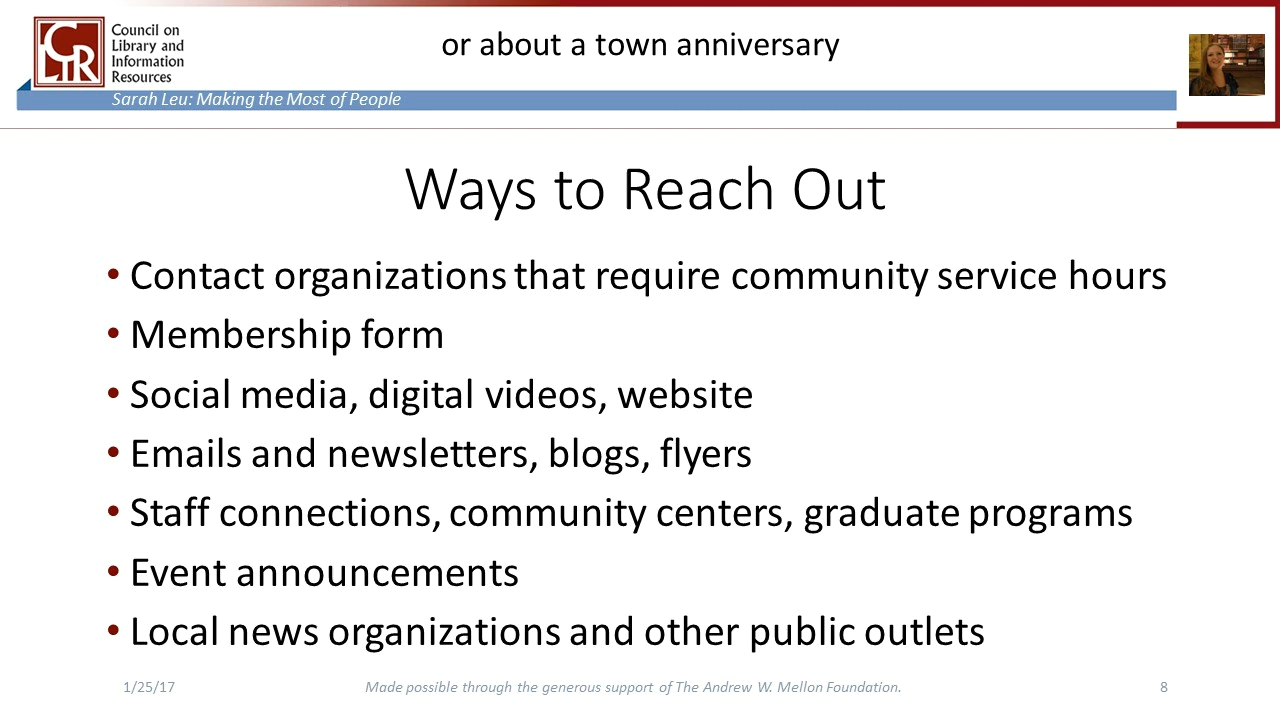 CLIR
Council on
Library and
Information
Resources
or about a town anniversary
Sarah Leu: Making the Most of People
Ways to Reach Out
• Contact organizations that require community service hours
• Membership form
• Social media, digital videos, website
• Emails and newsletters, blogs, flyers
• Staff connections, community centers, graduate programs
• Event announcements
• Local news organizations and other public outlets
1/25/17
Made possible through the generous support of The Andrew W. Mellon Foundation.
8